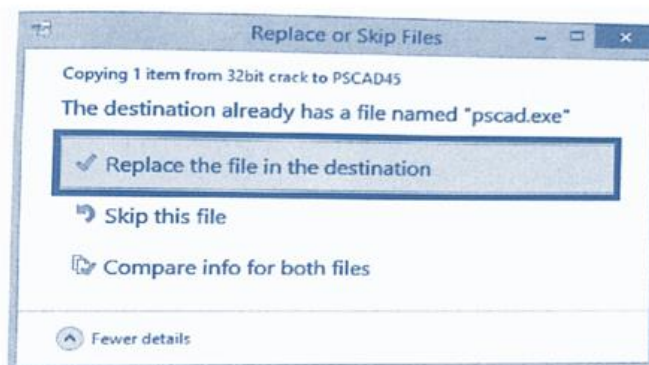 Replace or Skip Files
Copying 1 item from 32bit crack to PSCAD45
The destination already has a file named "pscad.exe"
Replace the file in the destination
Skip this file
Compare info for both files
Fewer details